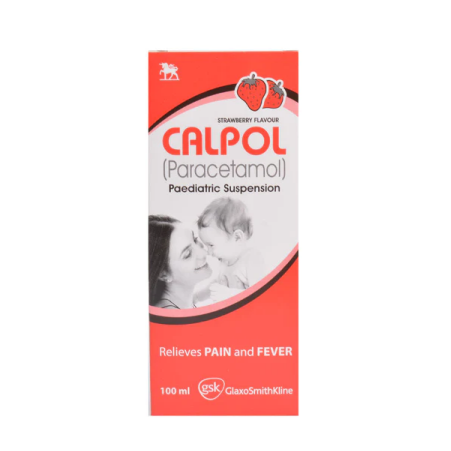 STRAWBERRY FLAVOUR
CALPOL
(Paracetamol)
Paediatric Suspension
Relieves PAIN and FEVER
100 ml gsk GlaxoSmithKline